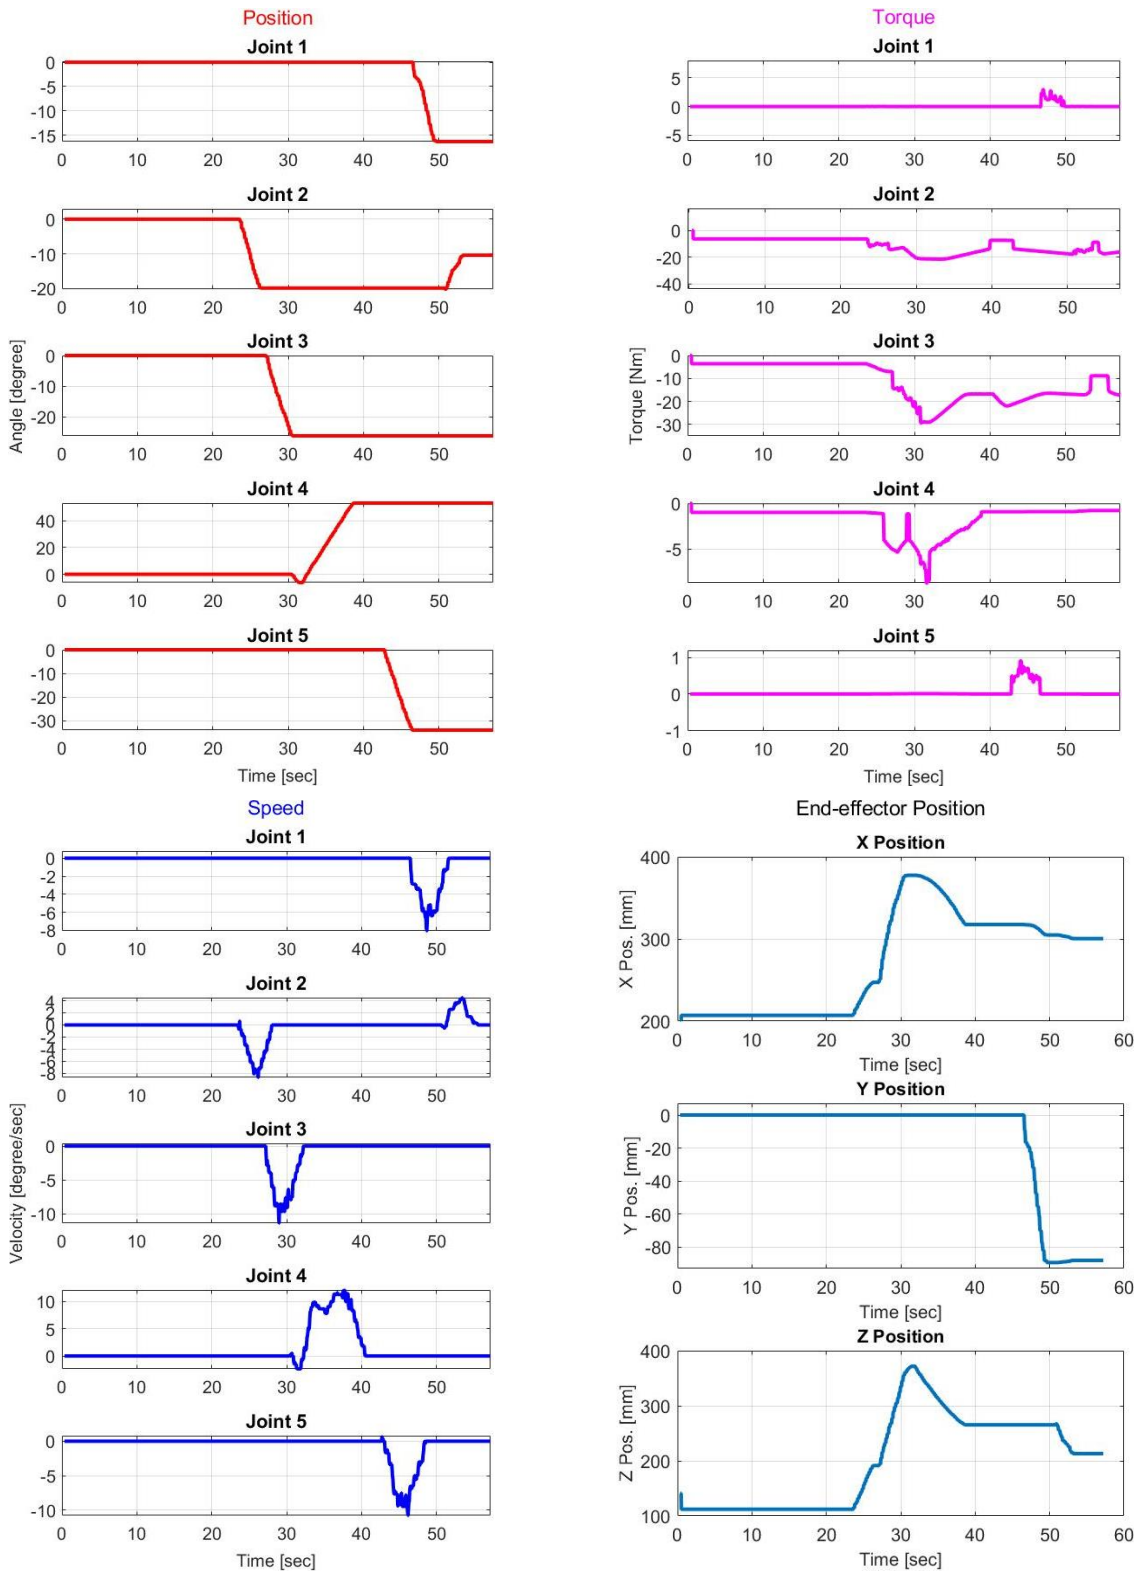 Position
Joint 1
0
-5
-10
-15
0 10 20 30 40 50
Joint 2
0
-10
-20
0 10 20 30 40 50
Joint 3
0
-10
-20
0 10 20 30 40 50
Angle [degree]
Joint 4
40
20
0
0 10 20 30 40 50
Joint 5
0
-10
-20
-30
0 10 20 30 40 50
Time [sec]
Torque
Joint 1
5
0
-5
0 10 20 30 40 50
Joint 2
0
-20
-40
0 10 20 30 40 50
Joint 3
0
-10
-20
-30
0 10 20 30 40 50
Torque [Nm]
Joint 4
0
-5
0 10 20 30 40 50
Joint 5
1
0
-1
0 10 20 30 40 50
Time [sec]
Speed
Joint 1
0
-2
-4
-6
-8
0 10 20 30 40 50
Joint 2
4
2
0
-2
-4
-6
-8
0 10 20 30 40 50
Joint 3
0
-5
-10
0 10 20 30 40 50
Velocity [degree/sec]
Joint 4
10
5
0
0 10 20 30 40 50
Joint 5
0
-5
-10
0 10 20 30 40 50
Time [sec]
End-effector Position
X Position
400
300
200
X Pos. [mm]
0 10 20 30 40 50 60
Time [sec]
Y Position
0
-20
-40
-60
-80
Y Pos. [mm]
0 10 20 30 40 50 60
Time [sec]
Z Position
400
300
200
100
Z Pos. [mm]
0 10 20 30 40 50 60
Time [sec]